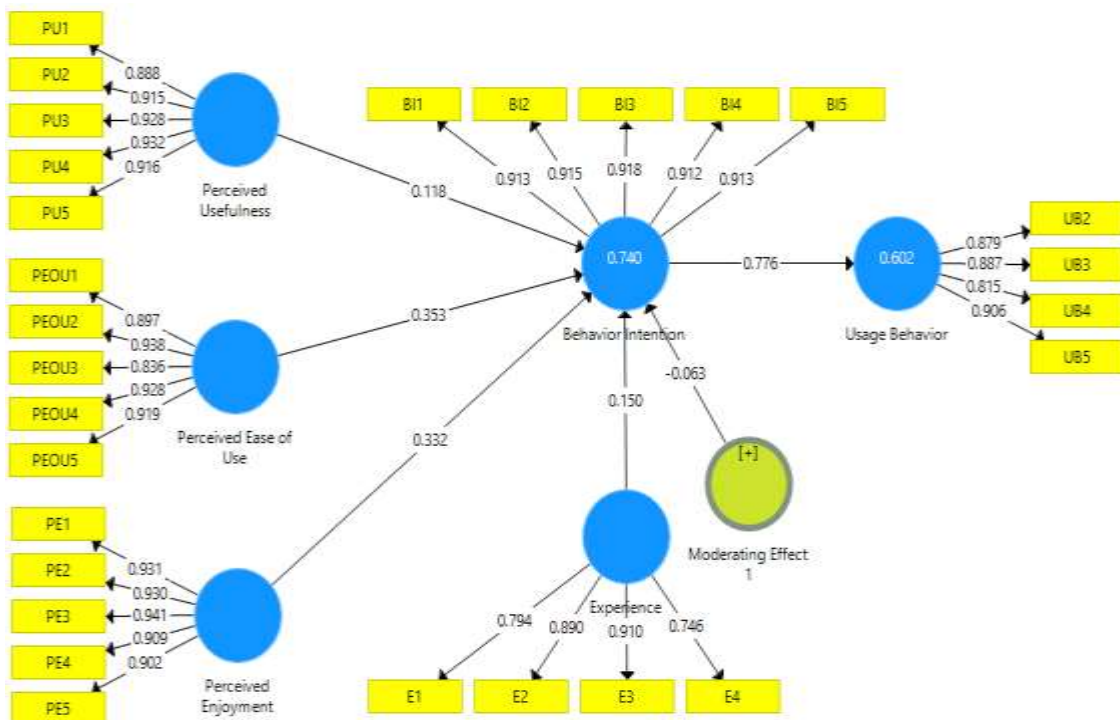 PU1
PU2
PU3
PU4
PU5
0.888
0.915
0.928
0.932
0.916
Perceived
Usefulness
0.118
PEOU1
PEOU2
PEOU3
PEOU4
PEOU5
0.897
0.938
0.836
0.928
0.919
Perceived Ease of
Use
0.353
PE1
PE2
PE3
PE4
PE5
0.931
0.930
0.941
0.909
0.902
Perceived
Enjoyment
0.332
BI1
BI2
BI3
BI4
BI5
0.913
0.915
0.918
0.912
0.913
0.740
Behavior Intention
0.776
0.602
Usage Behavior
0.879
0.887
0.815
0.906
UB2
UB3
UB4
UB5
-0.063
0.150
[+]
Moderating Effect
1
Experience
0.794
0.890
0.910
0.746
E1
E2
E3
E4